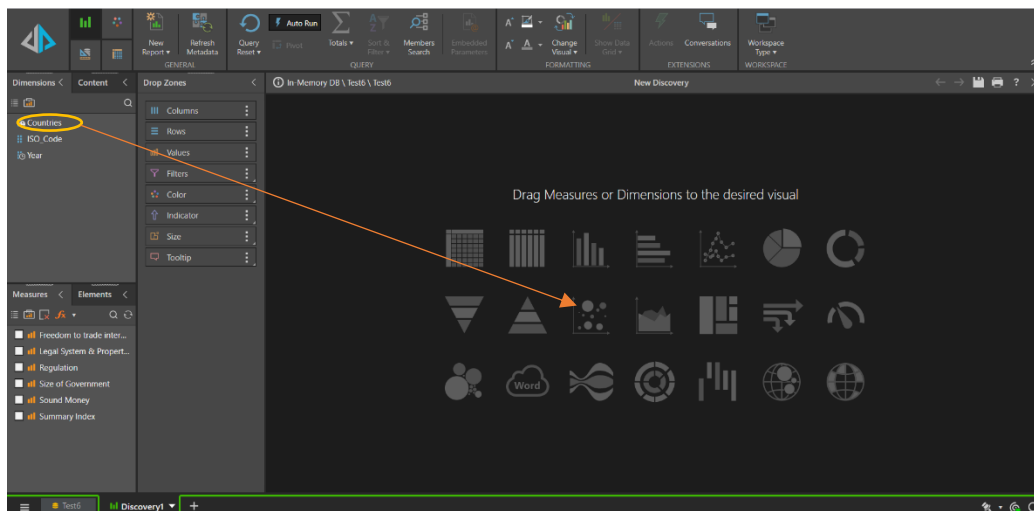 Auto Run
New Report
Refresh Metadata
Query Reset
Pivot
Totals
Sort & Filter
Members Search
Embedded Parameters
Change Visual
Show Data Grid
Actions
Conversations
Workspace Type
GENERAL
QUERY
FORMATTING
EXTENSIONS
WORKSPACE
Dimensions
Content
Drop Zones
In-Memory DB \ Test6 \ Test6
New Discovery
Countries
ISO_Code
Year
Columns
Rows
Values
Filters
Color
Indicator
Size
Tooltip
Drag Measures or Dimensions to the desired visual
Word
Measures
Elements
Freedom to trade inter...
Legal System & Propert...
Regulation
Size of Government
Sound Money
Summary Index
Test6
Discovery1